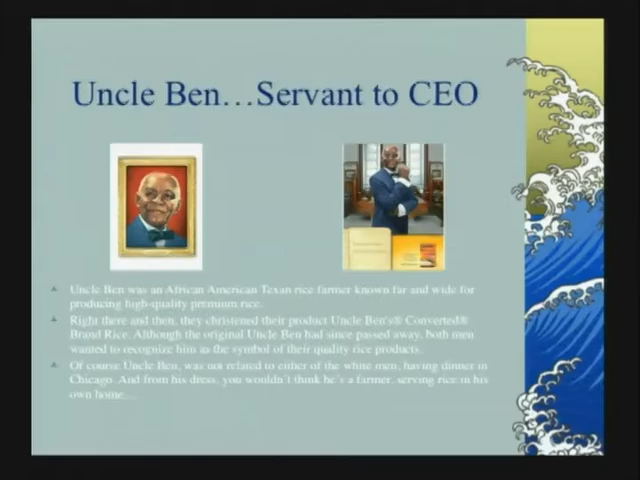 Uncle Ben…Servant to CEO
Uncle Ben was an African American Texan rice farmer known far and wide for
producing high-quality premium rice.
Right there and then, they christened their product Uncle Ben's® Converted®
Brand Rice. Although the original Uncle Ben had since passed away, both men
wanted to recognize him as the symbol of their quality rice products.
Of course Uncle Ben, was not related to either of the white men, having dinner in
Chicago. And from his dress, you wouldn't think he's a farmer, serving rice in his
own home…